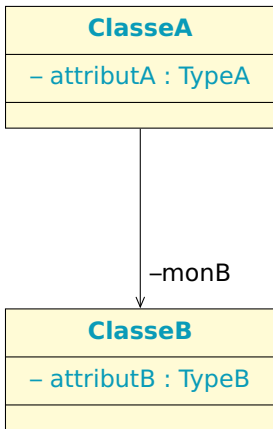 ClasseA
– attributA : TypeA
–monB
ClasseB
– attributB : TypeB